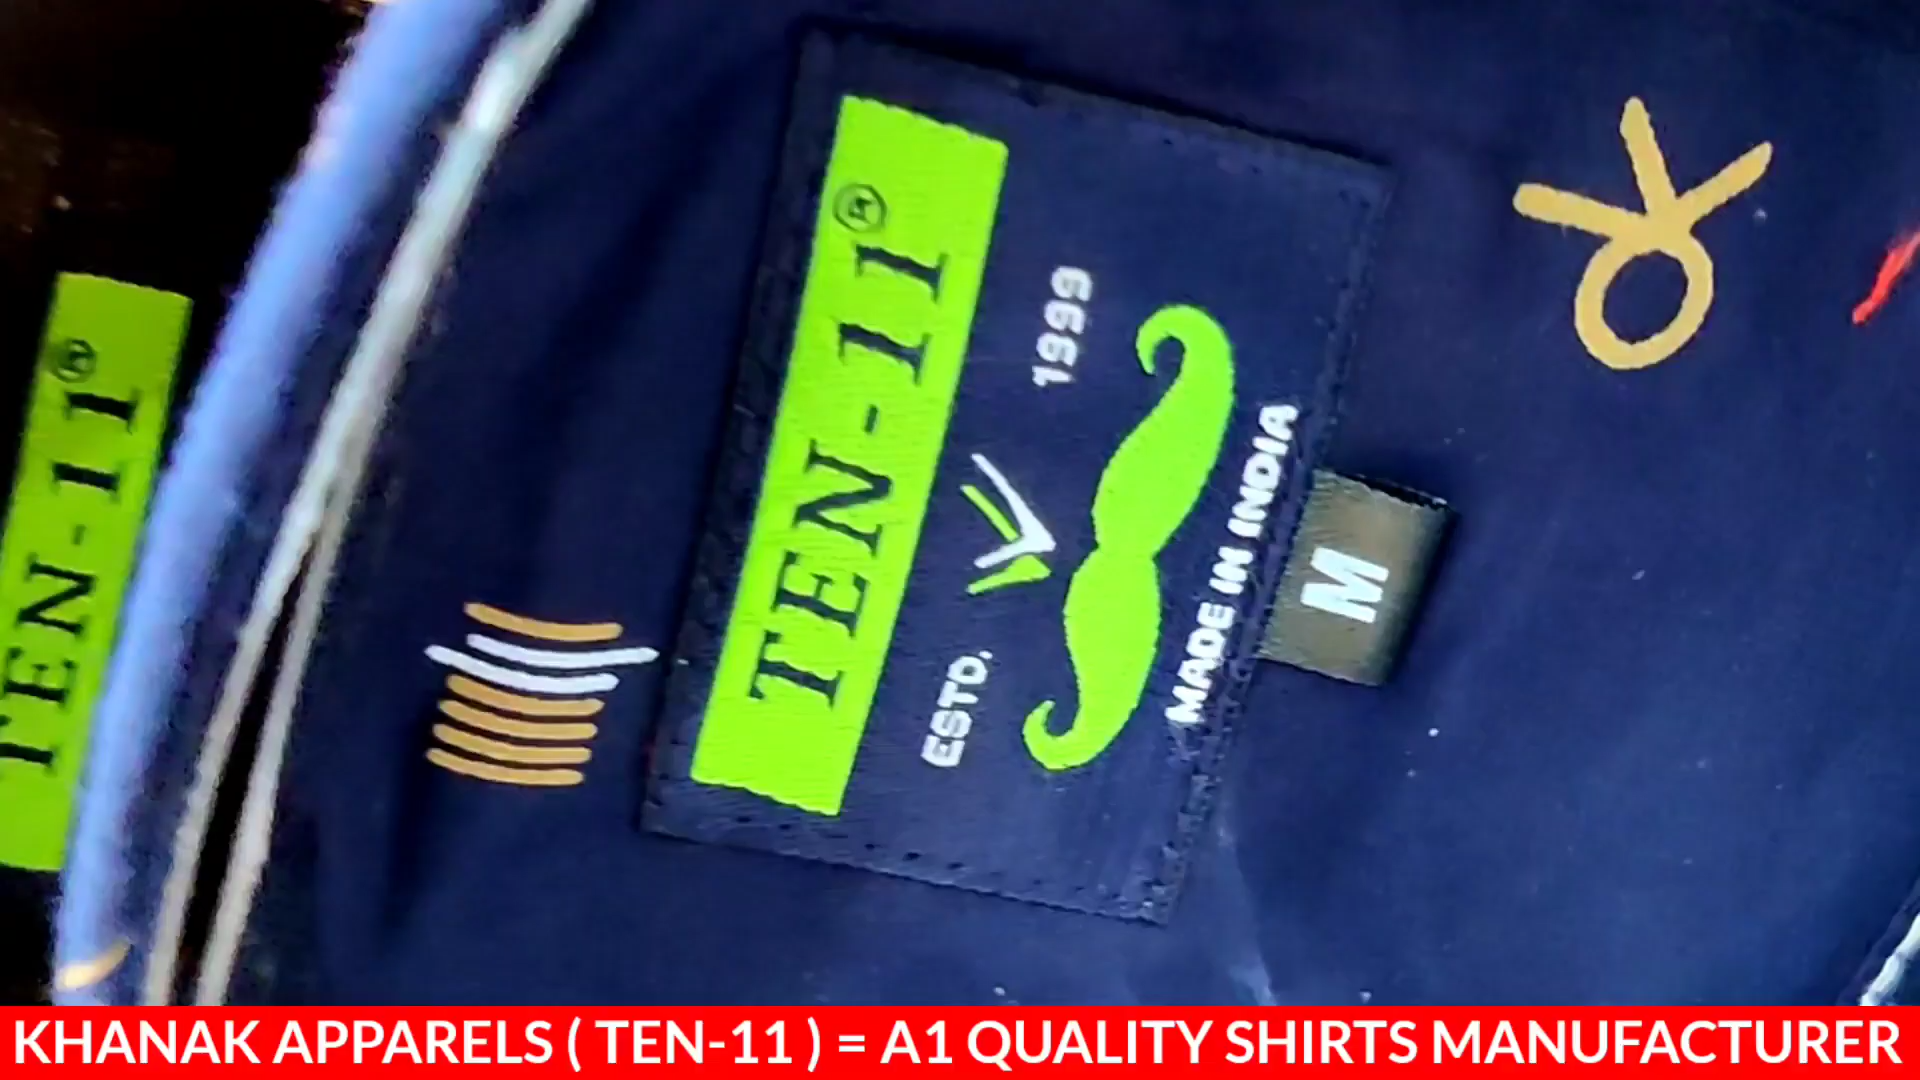 TEN-11®
ESTD. 1999
MADE IN INDIA
M
TEN-11®
KHANAK APPARELS ( TEN-11 ) = A1 QUALITY SHIRTS MANUFACTURER